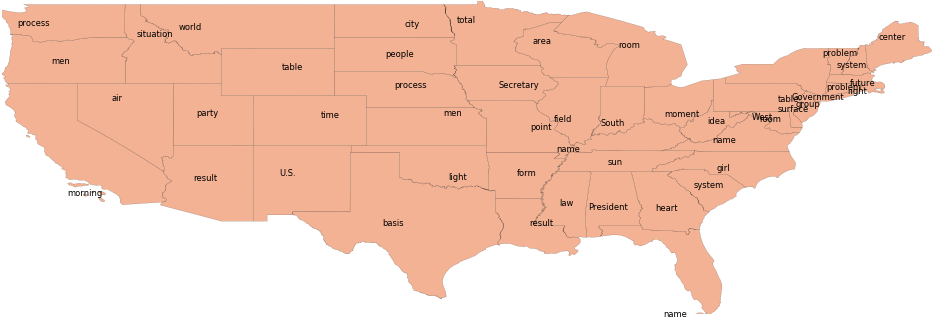 total
process
world
city
situation
center
area
room
problem
men
people
table
system
process
Secretary
future
problem
light
air
Government
table
group
surface
party
time
men
moment
West
field
room
South
idea
point
name
name
sun
girl
form
result
U.S.
light
system
morning
law
President
heart
basis
result
name